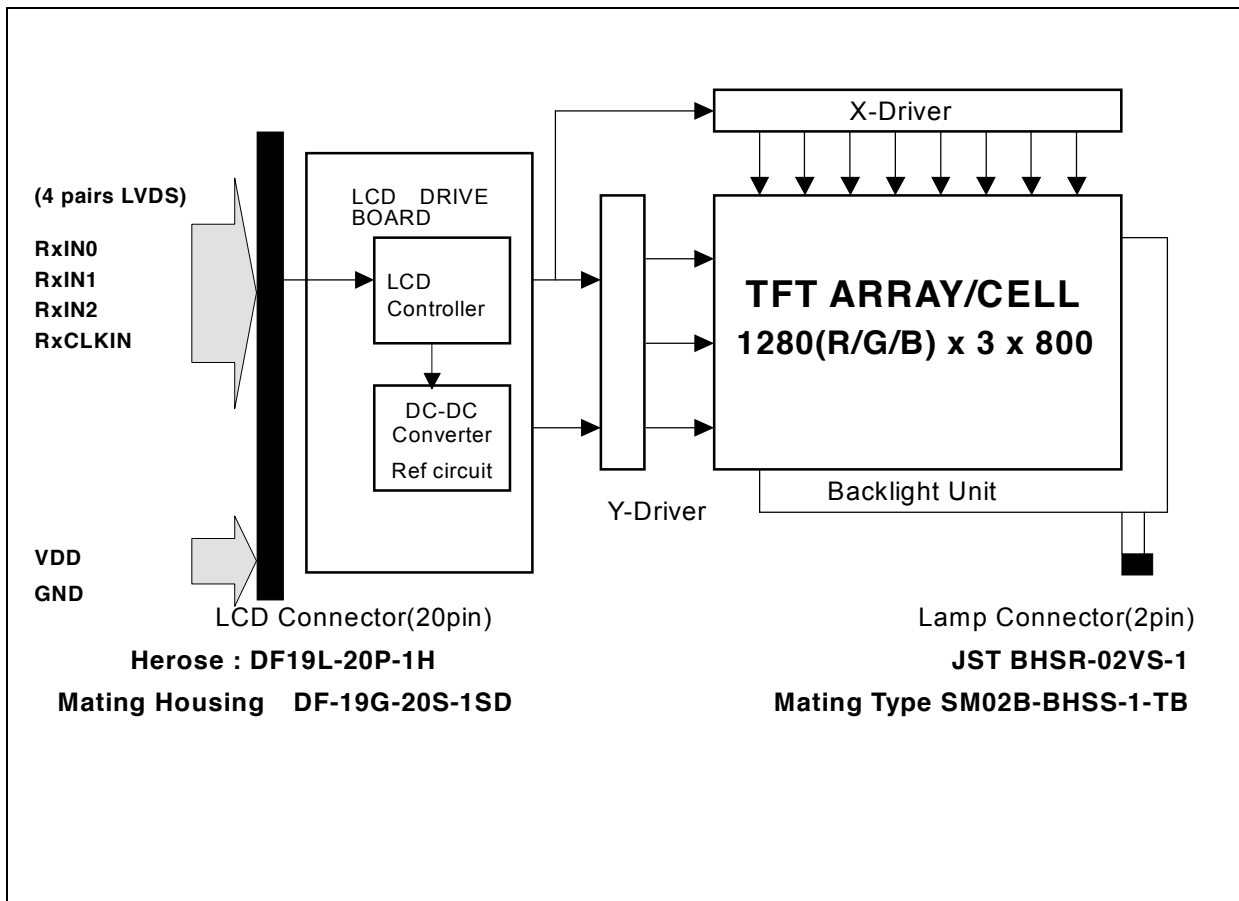 X-Driver
(4 pairs LVDS)
RxIN0
RxIN1
RxIN2
RxCLKIN
LCD DRIVE
BOARD
LCD
Controller
DC-DC
Converter
Ref circuit
TFT ARRAY/CELL
1280(R/G/B) x 3 x 800
Y-Driver
Backlight Unit
VDD
GND
LCD Connector(20pin)
Herose : DF19L-20P-1H
Mating Housing DF-19G-20S-1SD
Lamp Connector(2pin)
JST BHSR-02VS-1
Mating Type SM02B-BHSS-1-TB